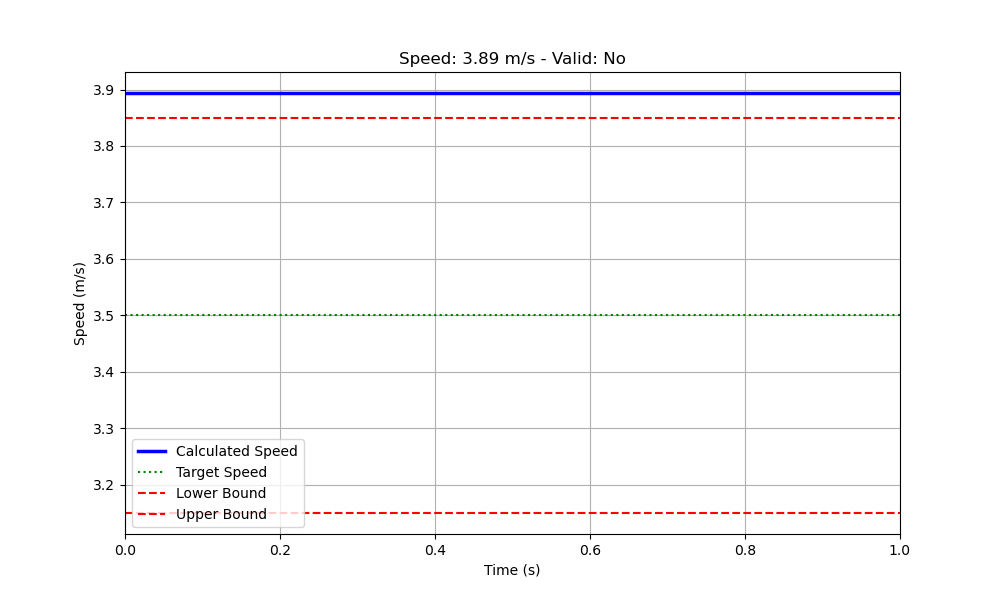 Speed: 3.89 m/s - Valid: No
3.9
3.8
3.7
3.6
3.5
3.4
3.3
3.2
Speed (m/s)
Calculated Speed
Target Speed
Lower Bound
Upper Bound
0.0 0.2 0.4 0.6 0.8 1.0
Time (s)